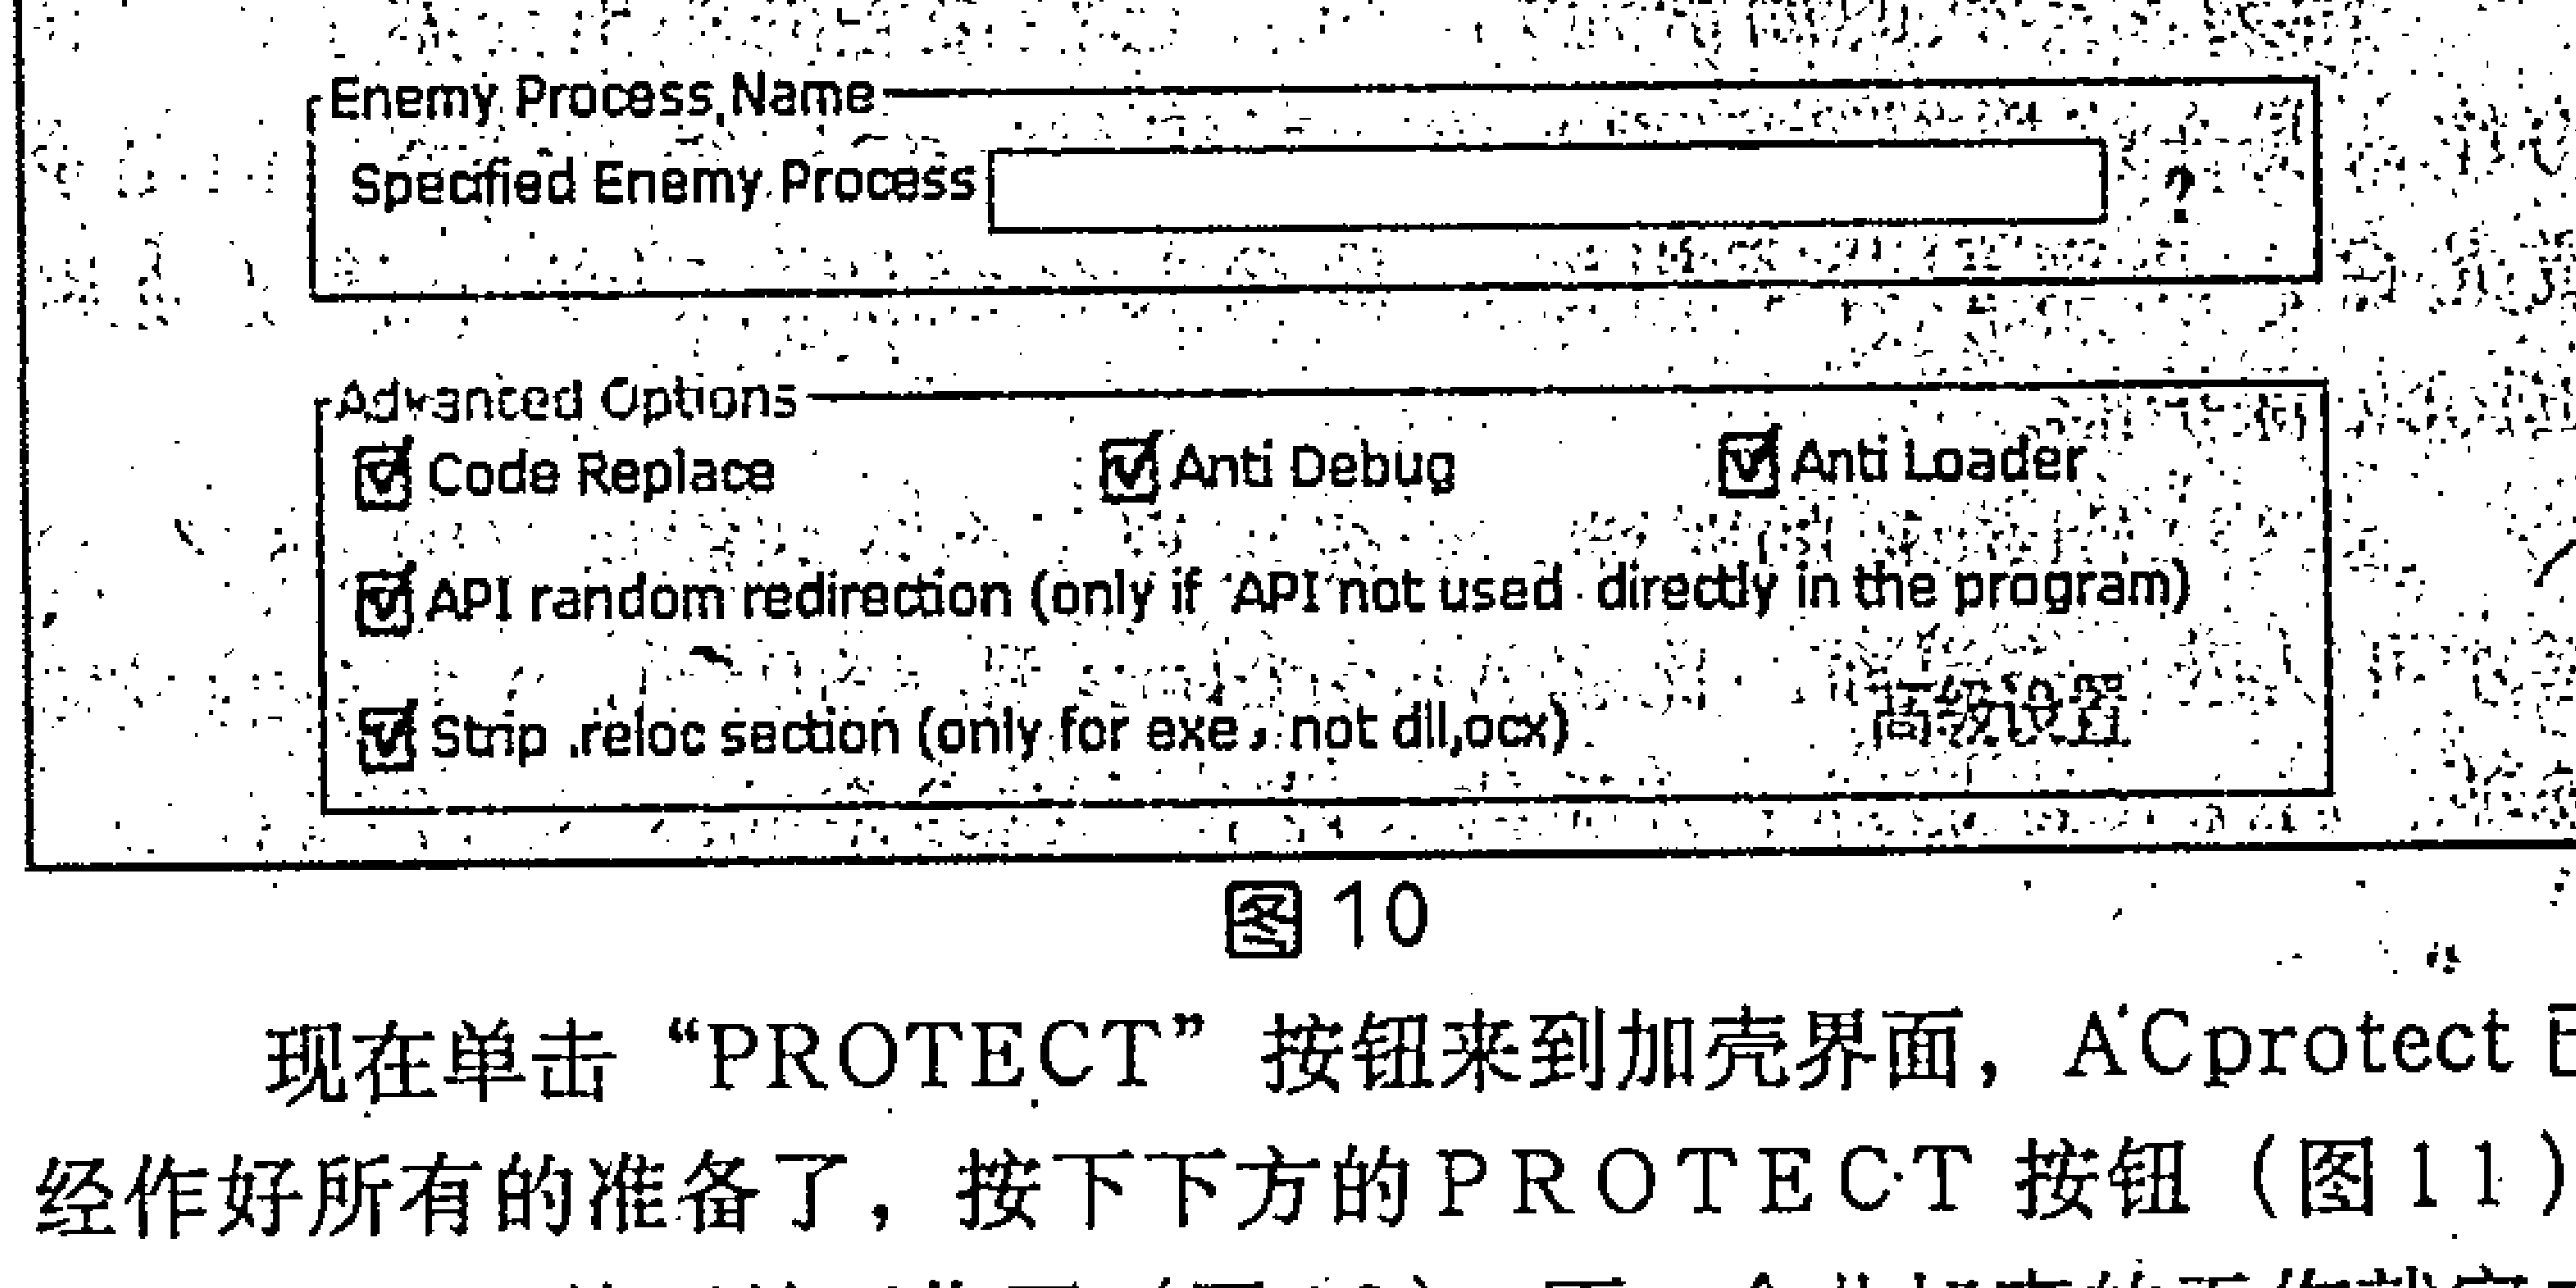 Enemy Process Name
Specified Enemy Process ?
Advanced Options
Code Replace Anti Debug Anti Loader
API random redirection (only if API not used directly in the program)
Strip .reloc section (only for exe, not dll,ocx) 高级设置
图 10
现在单击“PROTECT”按钮来到加壳界面，ACprotect 已
经作好所有的准备了，按下下方的PROTECT 按钮（图11）